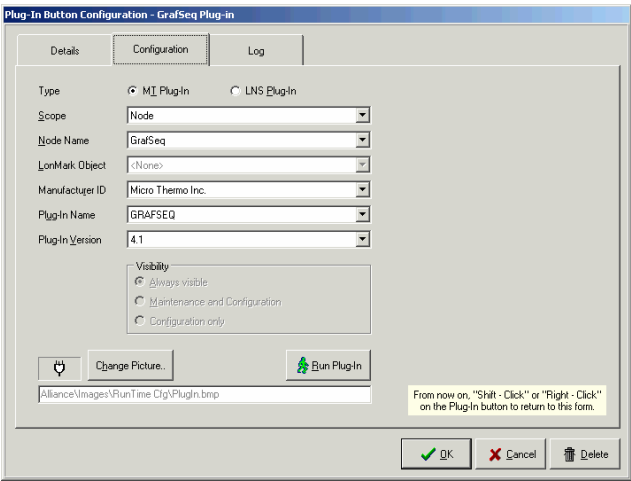 Plug-In Button Configuration - GrafSeq Plug-in
Details
Configuration
Log
Type
MT Plug-In
LNS Plug-In
Scope
Node
Node Name
GrafSeq
LonMark Object
<None>
Manufacturer ID
Micro Thermo Inc.
Plug-In Name
GRAFSEQ
Plug-In Version
4.1
Visibility
Always visible
Maintenance and Configuration
Configuration only
Change Picture..
Run Plug-In
Alliance\Images\RunTime Cfg\PlugIn.bmp
From now on, "Shift - Click" or "Right - Click"
on the Plug-In button to return to this form.
OK
Cancel
Delete